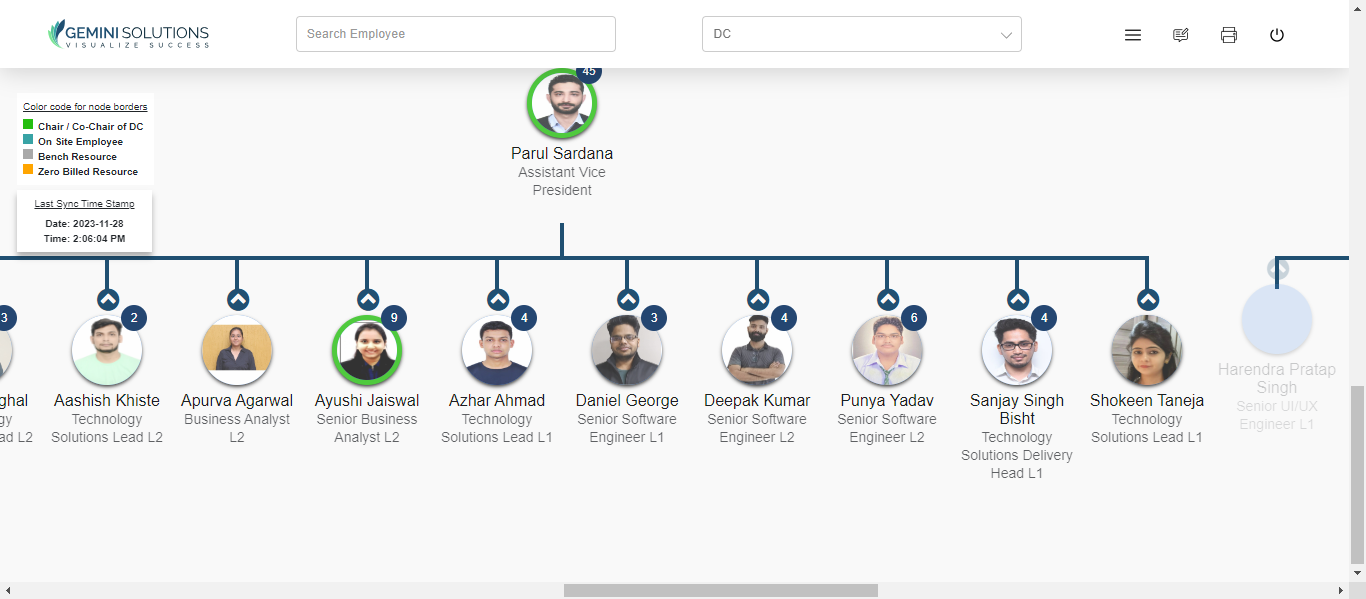 GEMINI SOLUTIONS
VISUALIZE SUCCESS
Search Employee
DC
45
Color code for node borders
Chair / Co-Chair of DC
On Site Employee
Bench Resource
Zero Billed Resource
Last Sync Time Stamp
Date: 2023-11-28
Time: 2:06:04 PM
Parul Sardana
Assistant Vice
President
3
ghal
gy
ad L2
2
Aashish Khiste
Technology
Solutions Lead L2
Apurva Agarwal
Business Analyst
L2
9
Ayushi Jaiswal
Senior Business
Analyst L2
4
Azhar Ahmad
Technology
Solutions Lead L1
3
Daniel George
Senior Software
Engineer L1
4
Deepak Kumar
Senior Software
Engineer L2
6
Punya Yadav
Senior Software
Engineer L2
4
Sanjay Singh
Bisht
Technology
Solutions Delivery
Head L1
Shokeen Taneja
Technology
Solutions Lead L1
Harendra Pratap
Singh
Senior UI/UX
Engineer L1